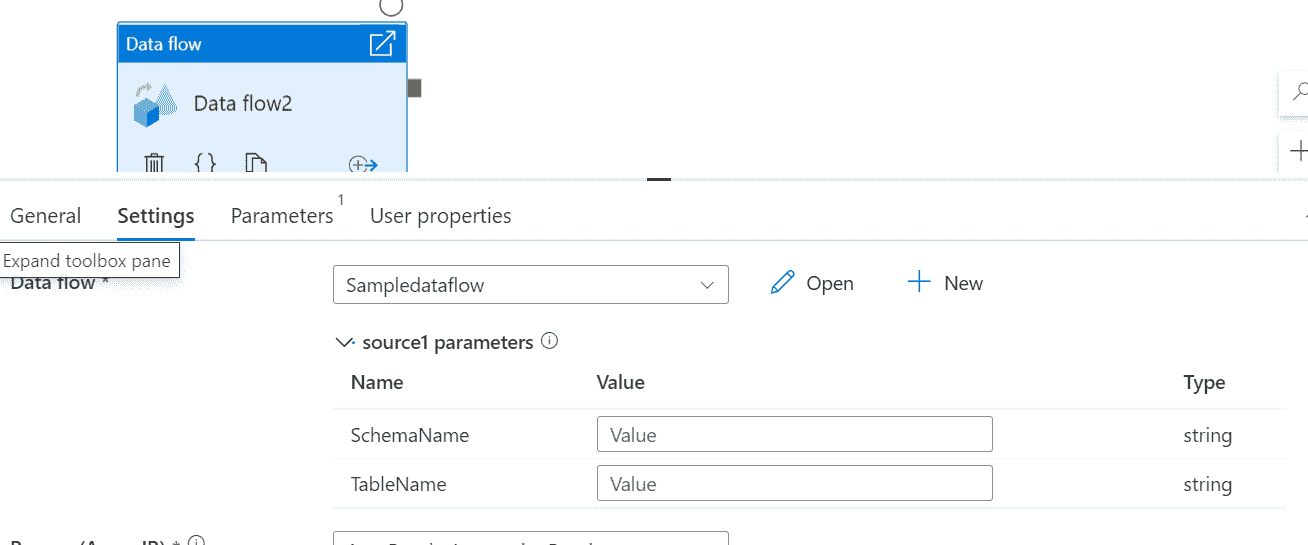 Data flow
Data flow2
General Settings Parameters 1 User properties
Expand toolbox pane
Data flow *
Sampledataflow Open New
source1 parameters
Name Value Type
SchemaName Value string
TableName Value string